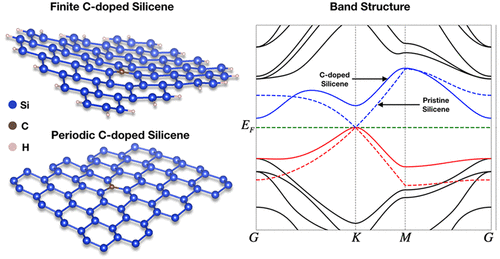 Finite C-doped Silicene
Si
C
H
Periodic C-doped Silicene
Band Structure
C-doped
Silicene
Pristine
Silicene
E_F
G
K
M
G